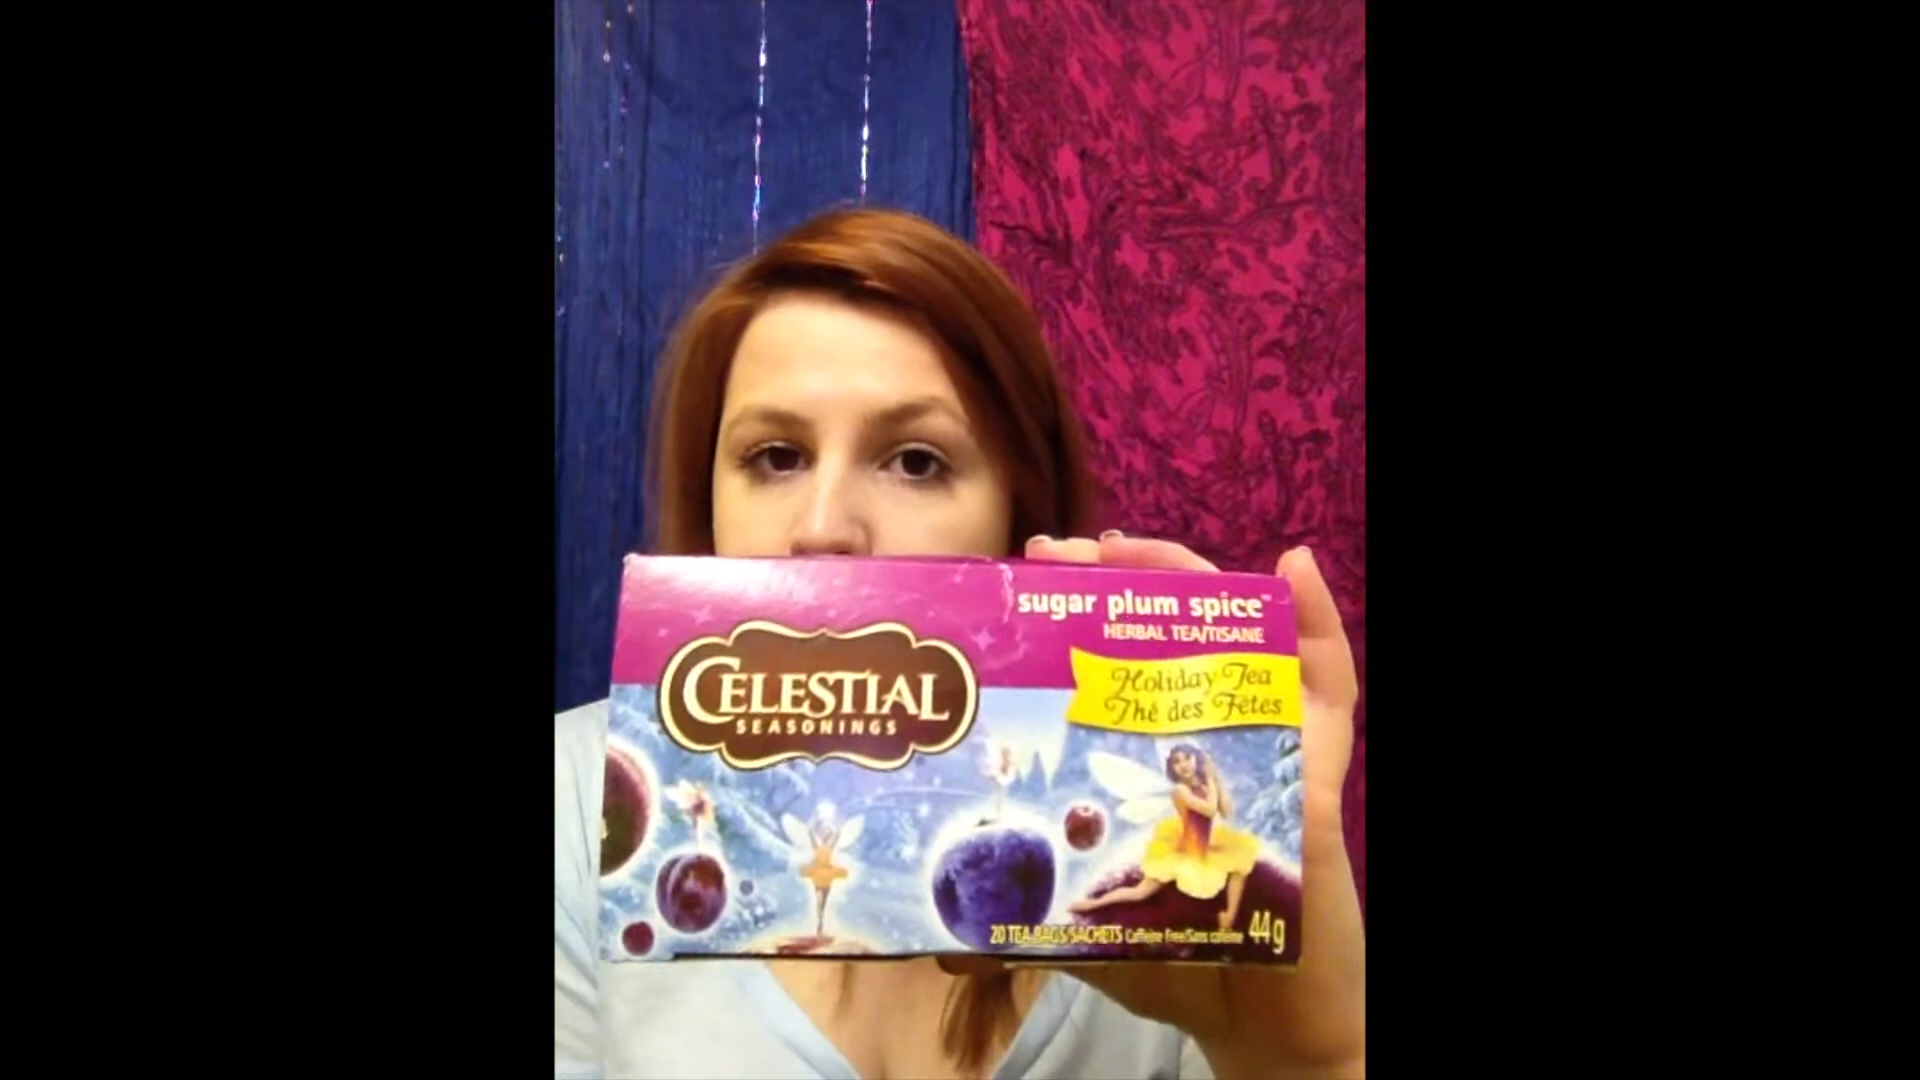 sugar plum spice™
HERBAL TEA/TISANE
CELESTIAL
SEASONINGS
Holiday Tea
Thé des Fêtes
20 TEA BAGS/SACHETS Caffeine Free/Sans caféine 44g